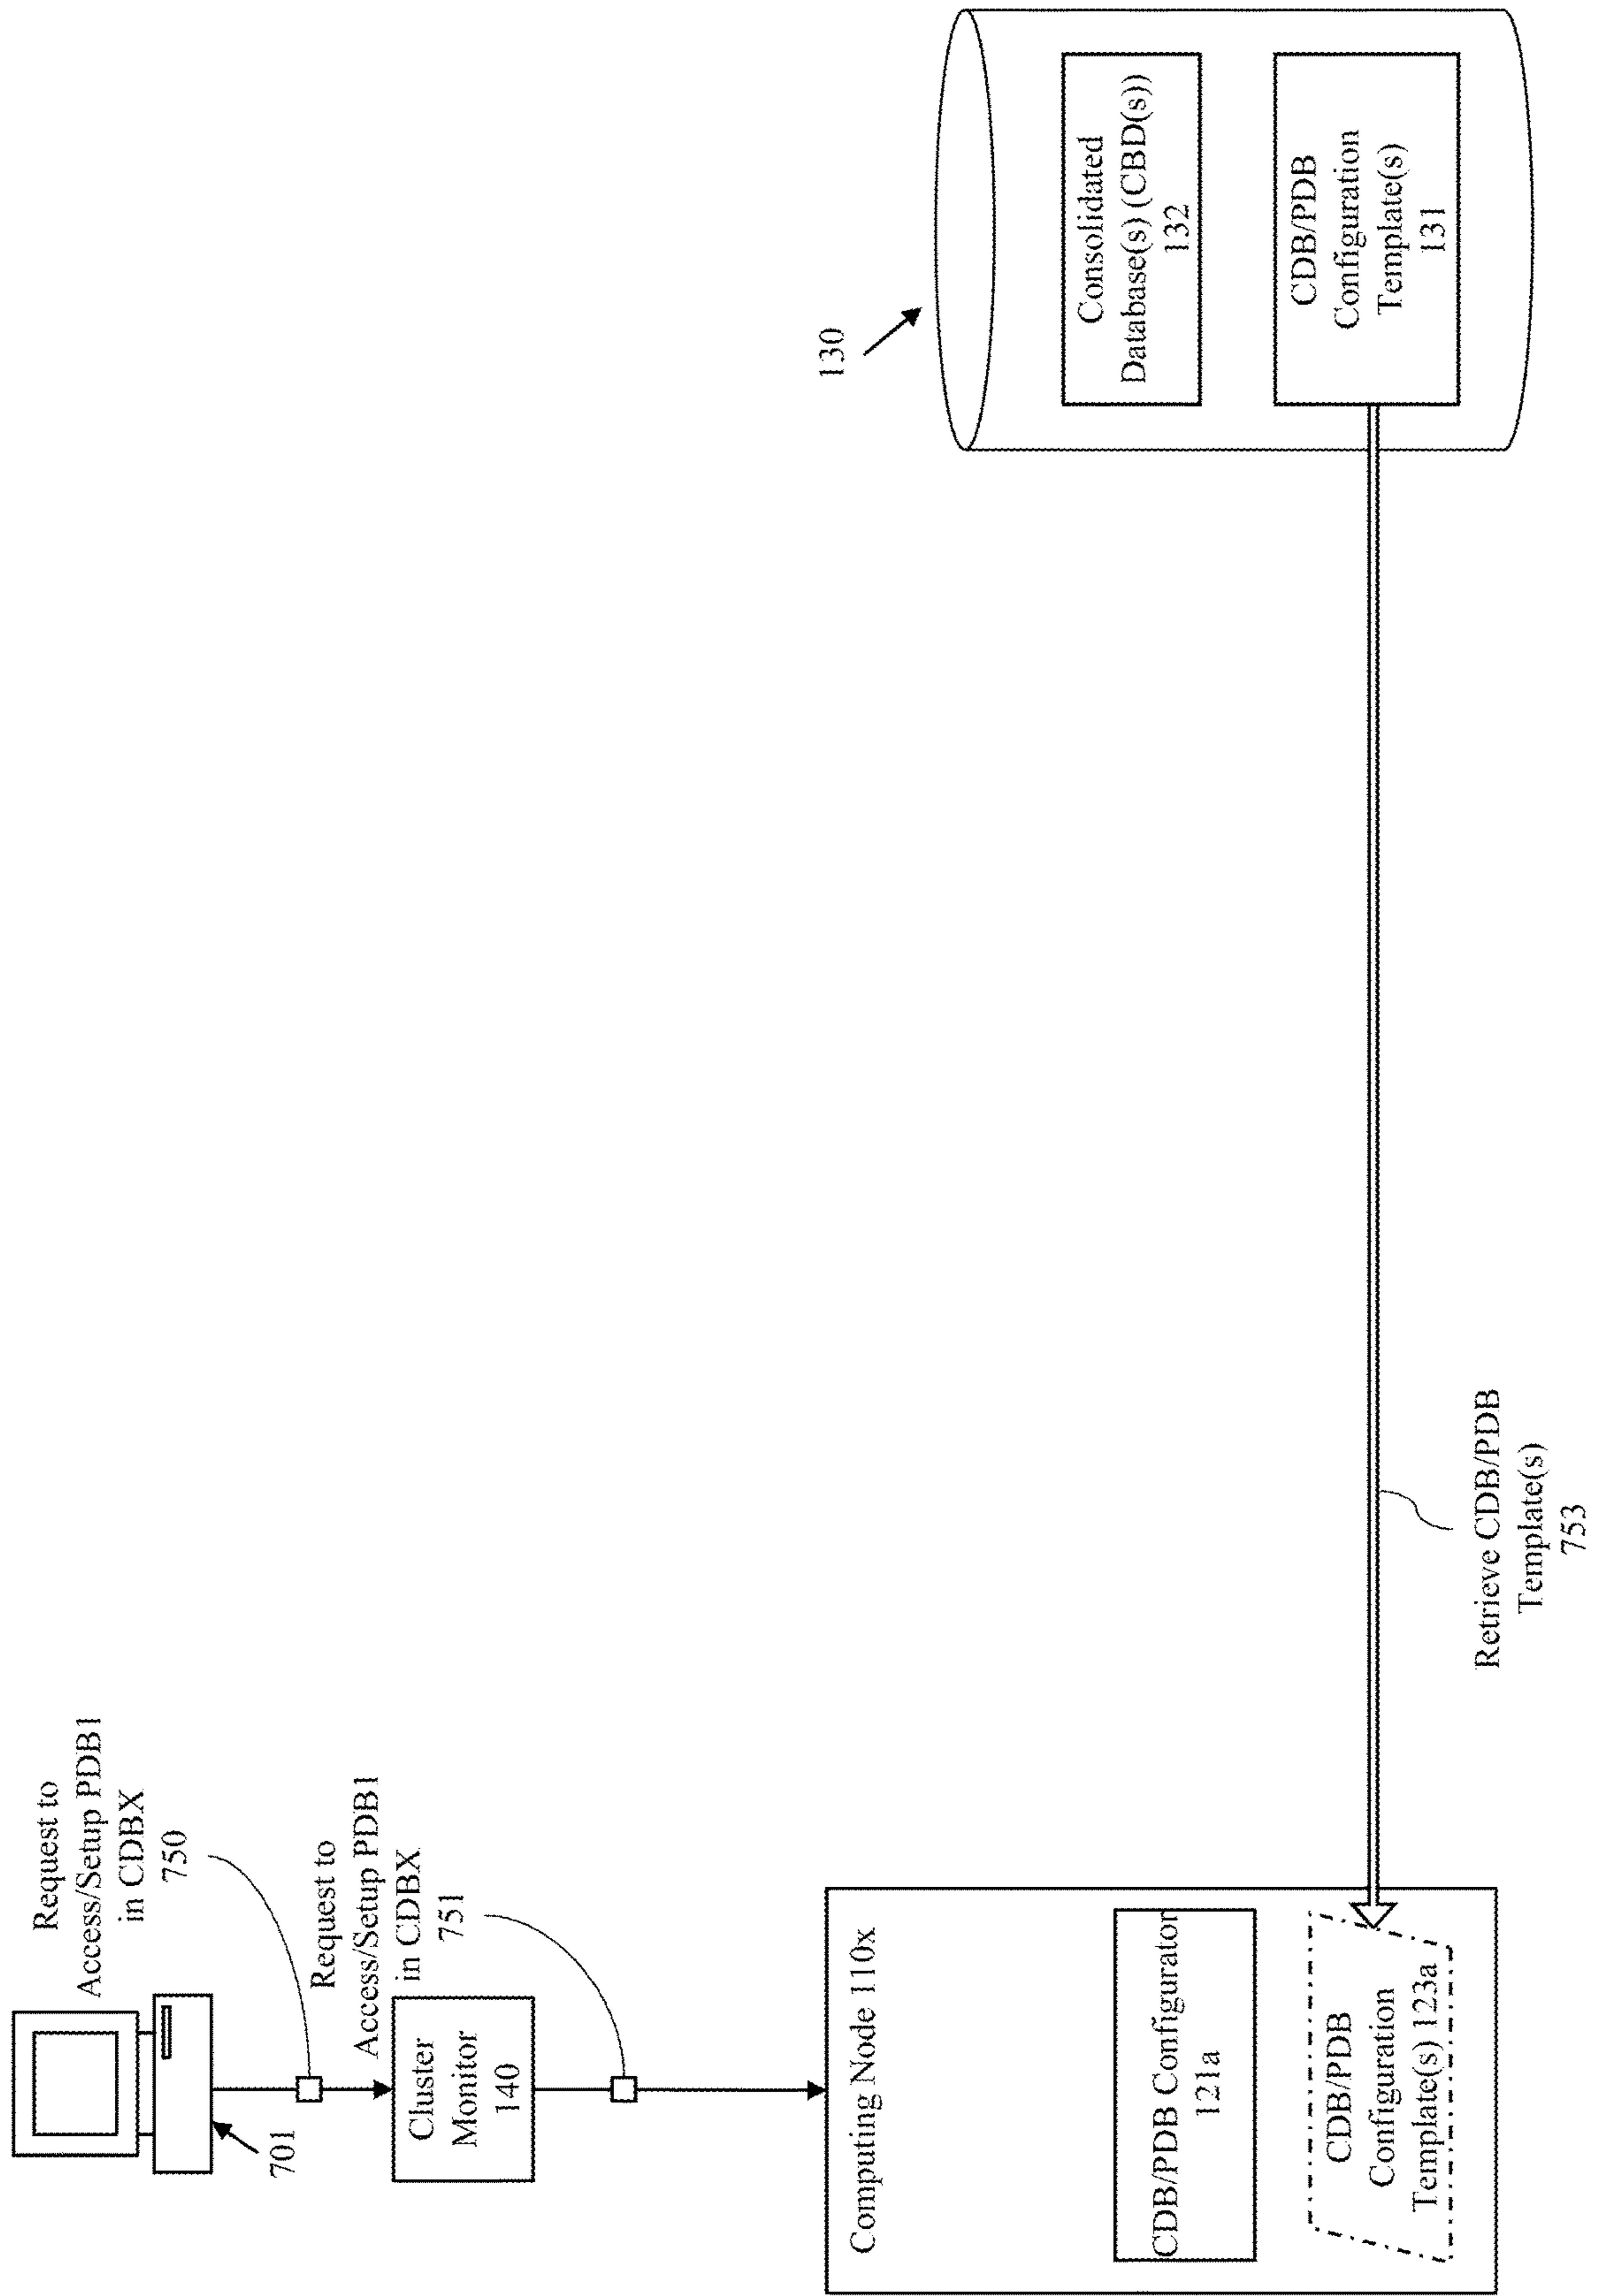 Request to
Access/Setup PDB1
in CDBX
750
701
Request to
Access/Setup PDB1
in CDBX
751
Cluster
Monitor
140
Computing Node 110x
CDB/PDB Configurator
121a
CDB/PDB
Configuration
Template(s) 123a
Retrieve CDB/PDB
Template(s)
753
130
Consolidated
Database(s) (CBD(s))
132
CDB/PDB
Configuration
Template(s)
131